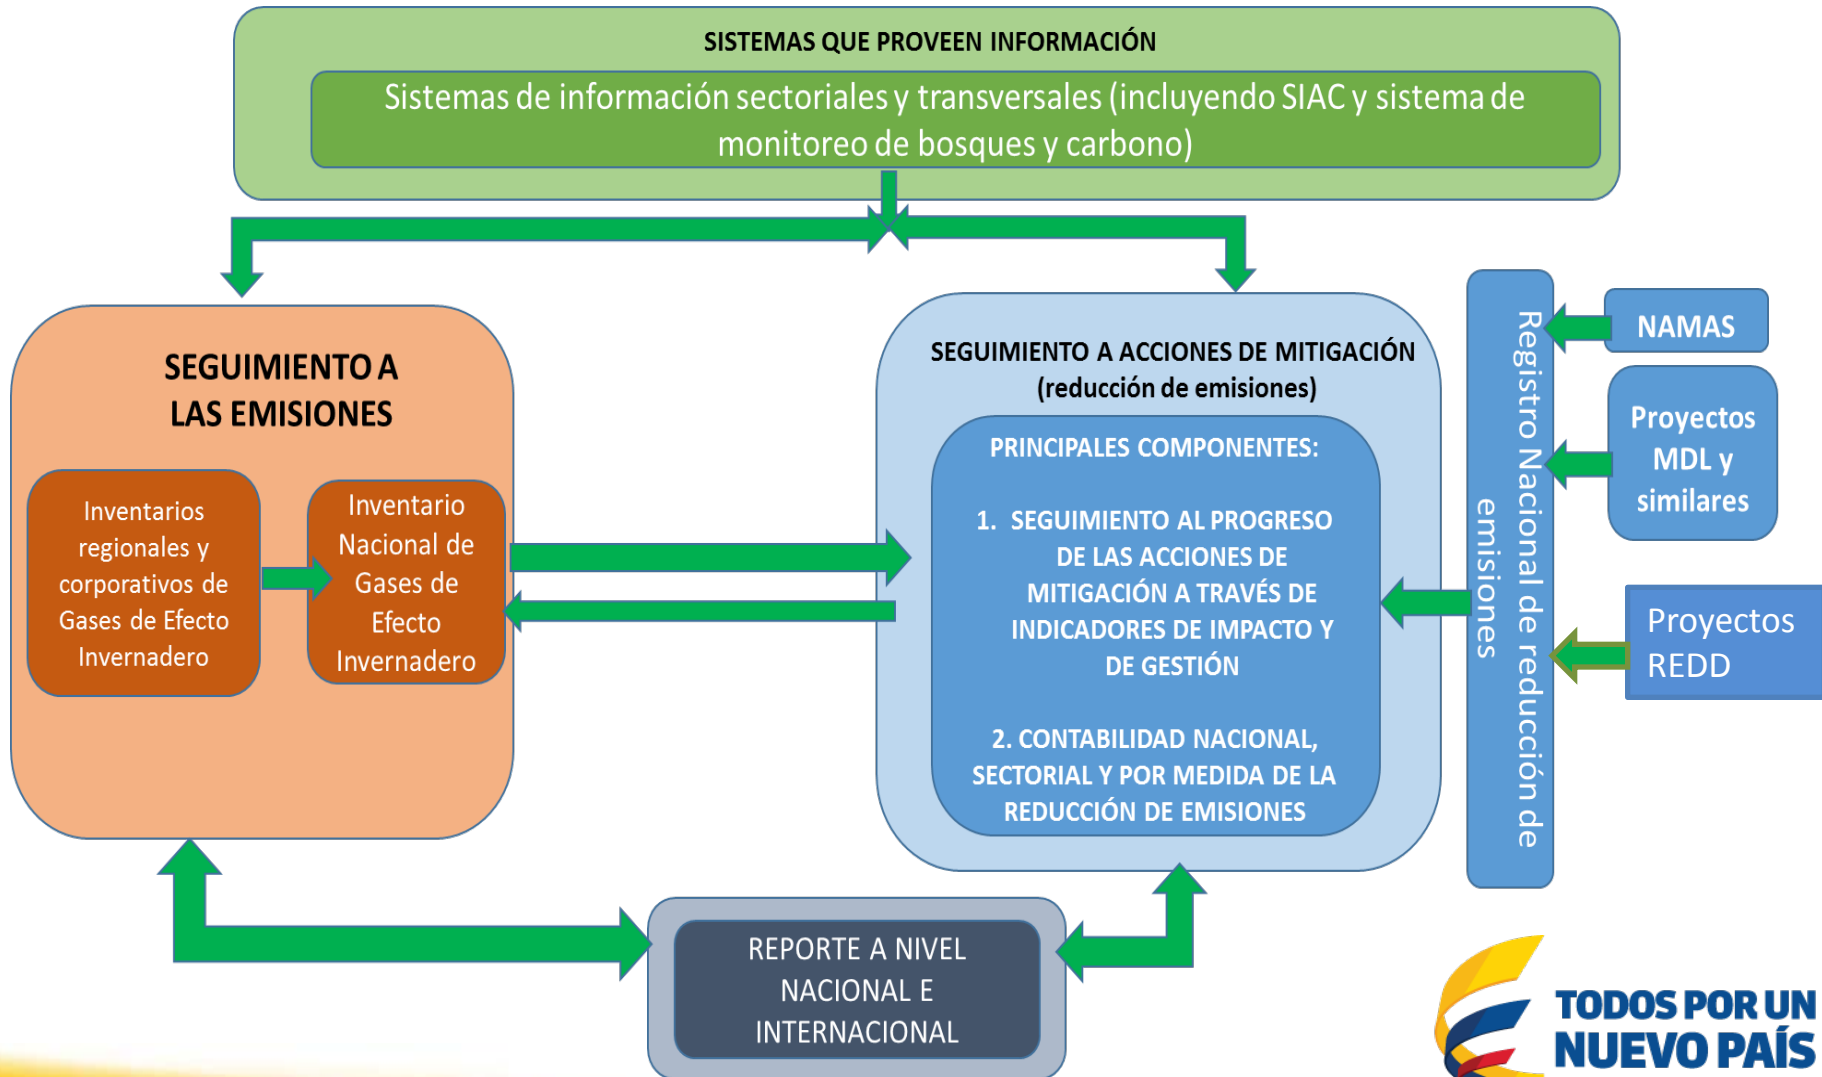 SISTEMAS QUE PROVEEN INFORMACIÓN
Sistemas de información sectoriales y transversales (incluyendo SIAC y sistema de
monitoreo de bosques y carbono)
SEGUIMIENTO A
LAS EMISIONES
Inventarios
regionales y
corporativos de
Gases de Efecto
Invernadero
Inventario
Nacional de
Gases de
Efecto
Invernadero
SEGUIMIENTO A ACCIONES DE MITIGACIÓN
(reducción de emisiones)
PRINCIPALES COMPONENTES:
1. SEGUIMIENTO AL PROGRESO
DE LAS ACCIONES DE
MITIGACIÓN A TRAVÉS DE
INDICADORES DE IMPACTO Y
DE GESTIÓN
2. CONTABILIDAD NACIONAL,
SECTORIAL Y POR MEDIDA DE LA
REDUCCIÓN DE EMISIONES
Registro Nacional de reducción de
emisiones
NAMAS
Proyectos
MDL y
similares
Proyectos
REDD
REPORTE A NIVEL
NACIONAL E
INTERNACIONAL
TODOS POR UN
NUEVO PAÍS